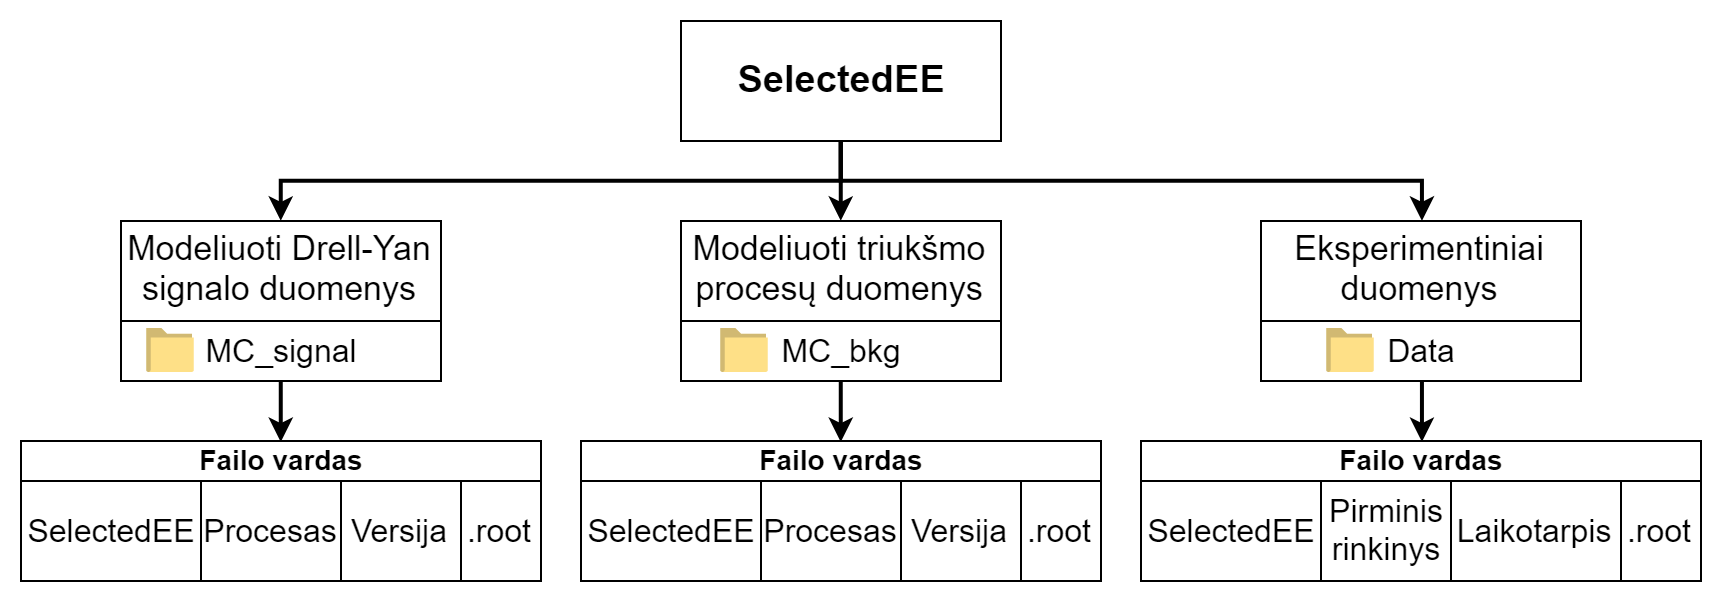 SelectedEE
Modeliuoti Drell-Yan
signalo duomenys
MC_signal
Modeliuoti triukšmo
procesų duomenys
MC_bkg
Eksperimentiniai
duomenys
Data
Failo vardas
SelectedEE Procesas Versija .root
Failo vardas
SelectedEE Procesas Versija .root
Failo vardas
SelectedEE Pirminis
rinkinys Laikotarpis .root